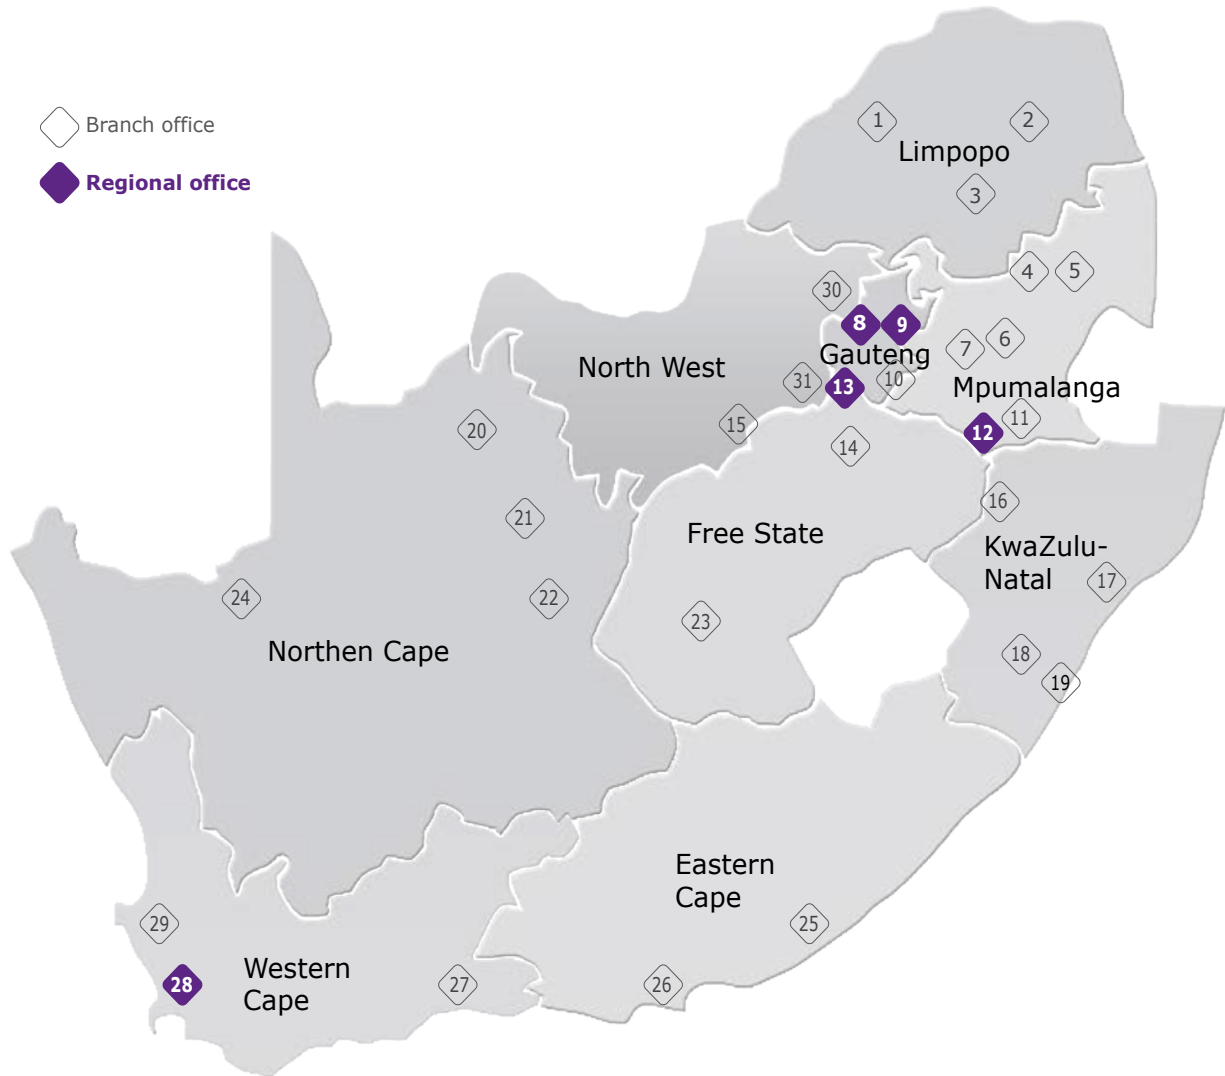 1
2
Branch office
Limpopo
Regional office
3
4
5
30
8
9
6
Gauteng
7
North West
31
13
10
Mpumalanga
11
15
20
12
14
16
21
Free State
KwaZulu-
Natal
17
24
22
23
Northen Cape
18
19
Eastern
Cape
29
25
Western
Cape
28
27
26